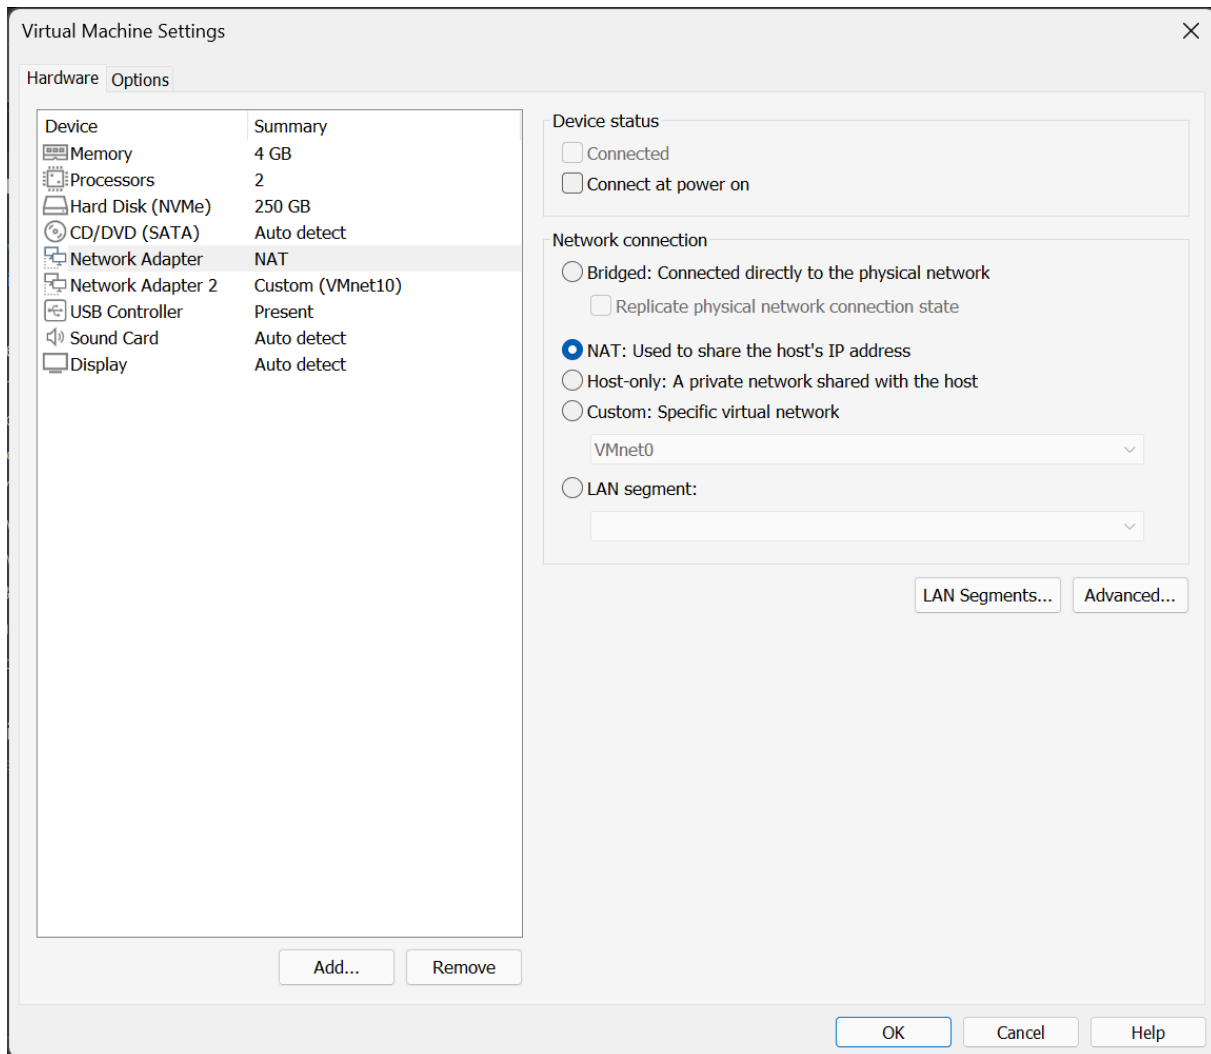 Virtual Machine Settings
Hardware Options
Device Summary
Memory 4 GB
Processors 2
Hard Disk (NVMe) 250 GB
CD/DVD (SATA) Auto detect
Network Adapter NAT
Network Adapter 2 Custom (VMnet10)
USB Controller Present
Sound Card Auto detect
Display Auto detect
Add... Remove
Device status
Connected
Connect at power on
Network connection
Bridged: Connected directly to the physical network
Replicate physical network connection state
NAT: Used to share the host's IP address
Host-only: A private network shared with the host
Custom: Specific virtual network
VMnet0
LAN segment:
LAN Segments... Advanced...
OK Cancel Help